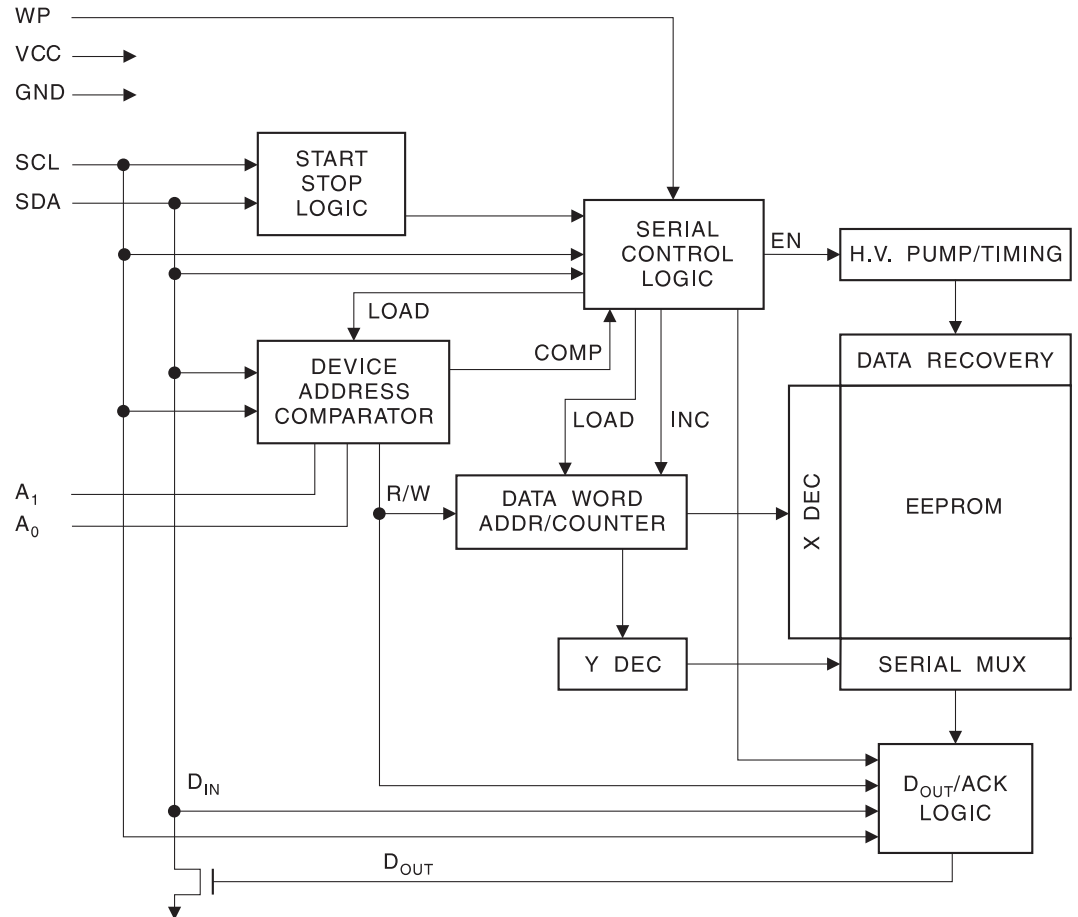 WP
VCC
GND
SCL
SDA
START
STOP
LOGIC
SERIAL
CONTROL
LOGIC
EN
H.V. PUMP/TIMING
LOAD
COMP
DATA RECOVERY
DEVICE
ADDRESS
COMPARATOR
LOAD
INC
A1
A0
R/W
DATA WORD
ADDR/COUNTER
X DEC
EEPROM
Y DEC
SERIAL MUX
DIN
DOUT/ACK
LOGIC
DOUT